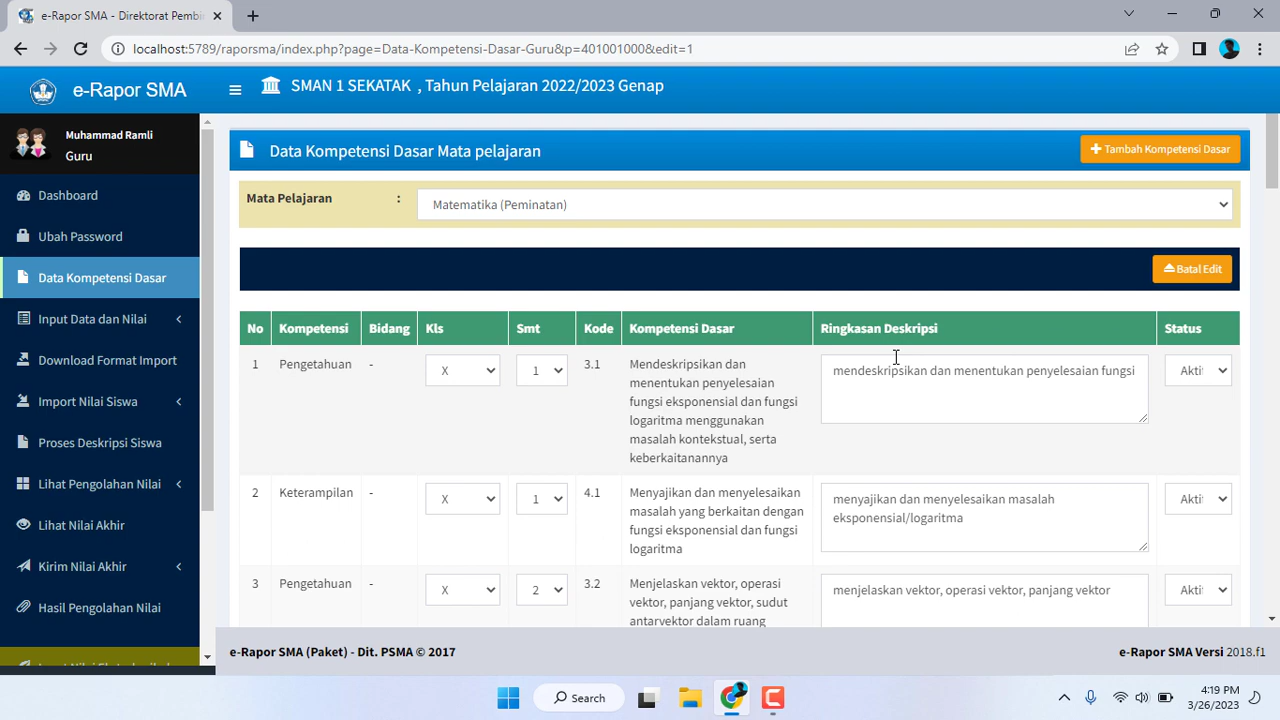 e-Rapor SMA - Direktorat Pembin
localhost:5789/raporsma/index.php?page=Data-Kompetensi-Dasar-Guru&p=401001000&edit=1
e-Rapor SMA
SMAN 1 SEKATAK , Tahun Pelajaran 2022/2023 Genap
Muhammad Ramli
Guru
Dashboard
Ubah Password
Data Kompetensi Dasar
Input Data dan Nilai
Download Format Import
Import Nilai Siswa
Proses Deskripsi Siswa
Lihat Pengolahan Nilai
Lihat Nilai Akhir
Kirim Nilai Akhir
Hasil Pengolahan Nilai
Data Kompetensi Dasar Mata pelajaran
Tambah Kompetensi Dasar
Mata Pelajaran : Matematika (Peminatan)
Batal Edit
No Kompetensi Bidang Kls Smt Kode Kompetensi Dasar Ringkasan Deskripsi Status
1 Pengetahuan - X 1 3.1
Mendeskripsikan dan
menentukan penyelesaian
fungsi eksponensial dan fungsi
logaritma menggunakan
masalah kontekstual, serta
keberkaitanannya
mendeskripsikan dan menentukan penyelesaian fungsi
Akti
2 Keterampilan - X 1 4.1
Menyajikan dan menyelesaikan
masalah yang berkaitan dengan
fungsi eksponensial dan fungsi
logaritma
menyajikan dan menyelesaikan masalah
eksponensial/logaritma
Akti
3 Pengetahuan - X 2 3.2
Menjelaskan vektor, operasi
vektor, panjang vektor, sudut
antarvektor dalam ruang
menjelaskan vektor, operasi vektor, panjang vektor
Akti
e-Rapor SMA (Paket) - Dit. PSMA © 2017
e-Rapor SMA Versi 2018.f1
Search
4:19 PM
3/26/2023